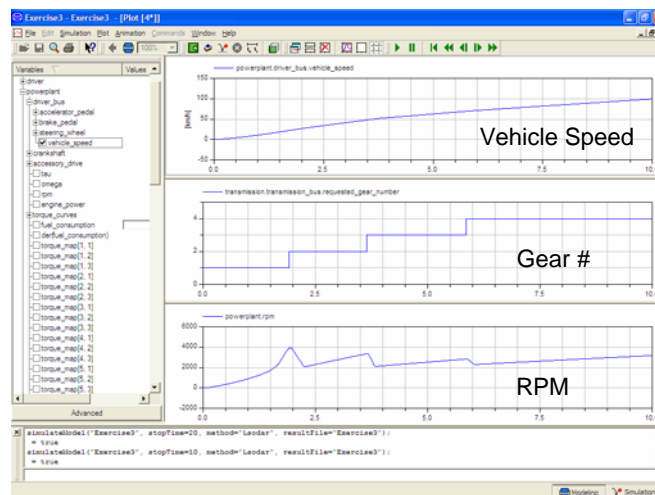 Exercise3 - Exercise3 - [Plot [4*]]
File Edit Simulation Plot Animation Commands Window Help
100%
Variables Values
driver
powerplant
driver_bus
accelerator_pedal
brake_pedal
steering_wheel
vehicle_speed
crankshaft
accessory_drive
tau
omega
rpm
engine_power
torque_curves
fuel_consumption
der(fuel_consumption)
torque_map[1, 1]
torque_map[1, 2]
torque_map[1, 3]
torque_map[2, 1]
torque_map[2, 2]
torque_map[2, 3]
torque_map[3, 1]
torque_map[3, 2]
torque_map[3, 3]
torque_map[4, 1]
torque_map[4, 2]
torque_map[4, 3]
torque_map[5, 1]
torque_map[5, 2]
torque_map[5, 3]
Advanced
powerplant.driver_bus.vehicle_speed
150
100
50
0
-50
[km/h]
Vehicle Speed
0.0 2.5 5.0 7.5 10.0
transmission.transmission_bus.requested_gear_number
4
2
0
Gear #
0.0 2.5 5.0 7.5 10.0
powerplant.rpm
6000
4000
2000
0
-2000
RPM
0.0 2.5 5.0 7.5 10.0
simulateModel("Exercise3", stopTime=20, method="Lsodar", resultFile="Exercise3");
= true
simulateModel("Exercise3", stopTime=10, method="Lsodar", resultFile="Exercise3");
= true
Modeling Simulation